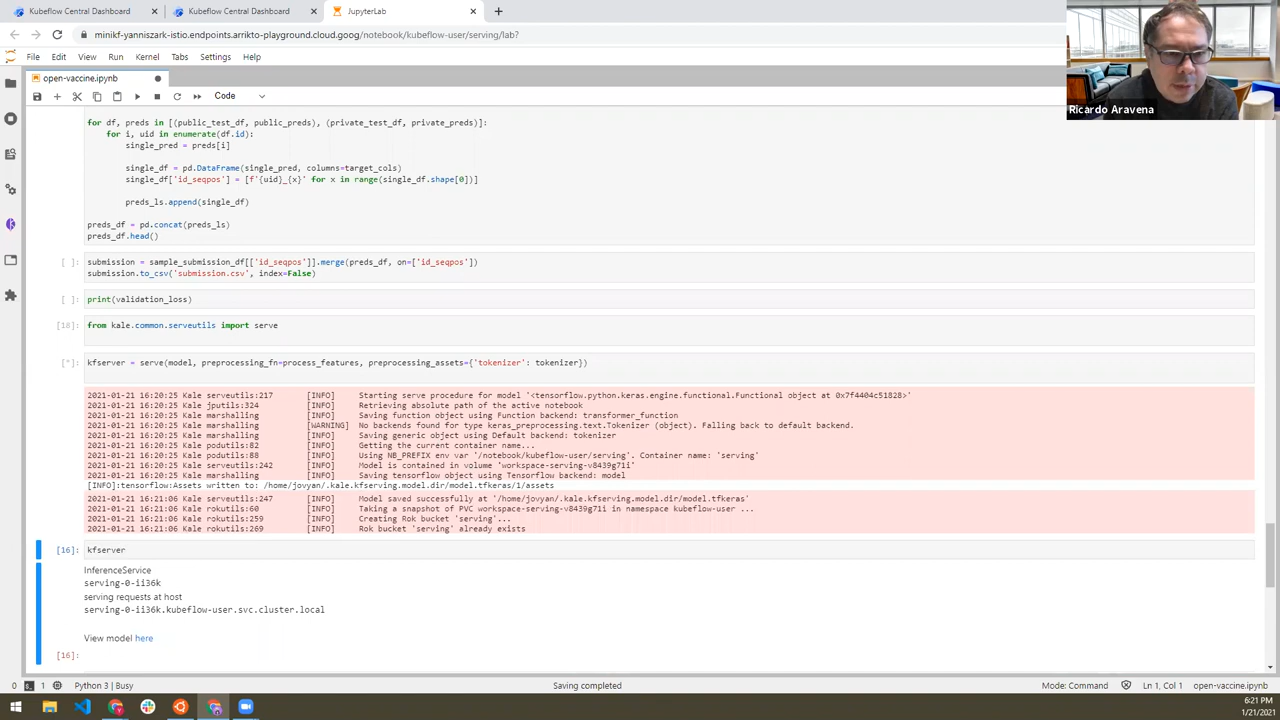 Kubeflow Central Dashboard
Kubeflow Central Dashboard
JupyterLab
minikf-yanniszark-istio.endpoints.arrikto-playground.cloud.goog/notebook/kubeflow-user/serving/lab?
File Edit View Run Kernel Tabs Settings Help
open-vaccine.ipynb
Code
Ricardo Aravena
for df, preds in [(public_test_df, public_preds), (private_test_df, private_preds)]:
for i, uid in enumerate(df.id):
single_pred = preds[i]
single_df = pd.DataFrame(single_pred, columns=target_cols)
single_df['id_seqpos'] = [f'{uid}_{x}' for x in range(single_df.shape[0])]
preds_ls.append(single_df)
preds_df = pd.concat(preds_ls)
preds_df.head()
[ ]: submission = sample_submission_df[['id_seqpos']].merge(preds_df, on=['id_seqpos'])
submission.to_csv('submission.csv', index=False)
[ ]: print(validation_loss)
[18]: from kale.common.serveutils import serve
[*]: kfserver = serve(model, preprocessing_fn=process_features, preprocessing_assets={'tokenizer': tokenizer})
2021-01-21 16:20:25 Kale serveutils:217 [INFO] Starting serve procedure for model '<tensorflow.python.keras.engine.functional.Functional object at 0x7f4404c51828>'
2021-01-21 16:20:25 Kale jputils:324 [INFO] Retrieving absolute path of the active notebook
2021-01-21 16:20:25 Kale marshalling [INFO] Saving function object using Function backend: transformer_function
2021-01-21 16:20:25 Kale marshalling [WARNING] No backends found for type keras_preprocessing.text.Tokenizer (object). Falling back to default backend.
2021-01-21 16:20:25 Kale marshalling [INFO] Saving generic object using Default backend: tokenizer
2021-01-21 16:20:25 Kale podutils:82 [INFO] Getting the current container name...
2021-01-21 16:20:25 Kale podutils:88 [INFO] Using NB_PREFIX env var '/notebook/kubeflow-user/serving'. Container name: 'serving'
2021-01-21 16:20:25 Kale serveutils:242 [INFO] Model is contained in volume 'workspace-serving-v8439g71i'
2021-01-21 16:20:25 Kale marshalling [INFO] Saving tensorflow object using Tensorflow backend: model
[INFO]:tensorflow:Assets written to: /home/jovyan/.kale.kfserving.model.dir/model.tfkeras/1/assets
2021-01-21 16:21:06 Kale serveutils:247 [INFO] Model saved successfully at '/home/jovyan/.kale.kfserving.model.dir/model.tfkeras'
2021-01-21 16:21:06 Kale rokutils:60 [INFO] Taking a snapshot of PVC workspace-serving-v8439g71i in namespace kubeflow-user ...
2021-01-21 16:21:06 Kale rokutils:259 [INFO] Creating Rok bucket 'serving'...
2021-01-21 16:21:06 Kale rokutils:269 [INFO] Rok bucket 'serving' already exists
[16]: kfserver
InferenceService
serving-0-ii36k
serving requests at host
serving-0-ii36k.kubeflow-user.svc.cluster.local
View model here
[16]:
0 1 Python 3 | Busy Saving completed Mode: Command Ln 1, Col 1 open-vaccine.ipynb
6:21 PM
1/21/2021